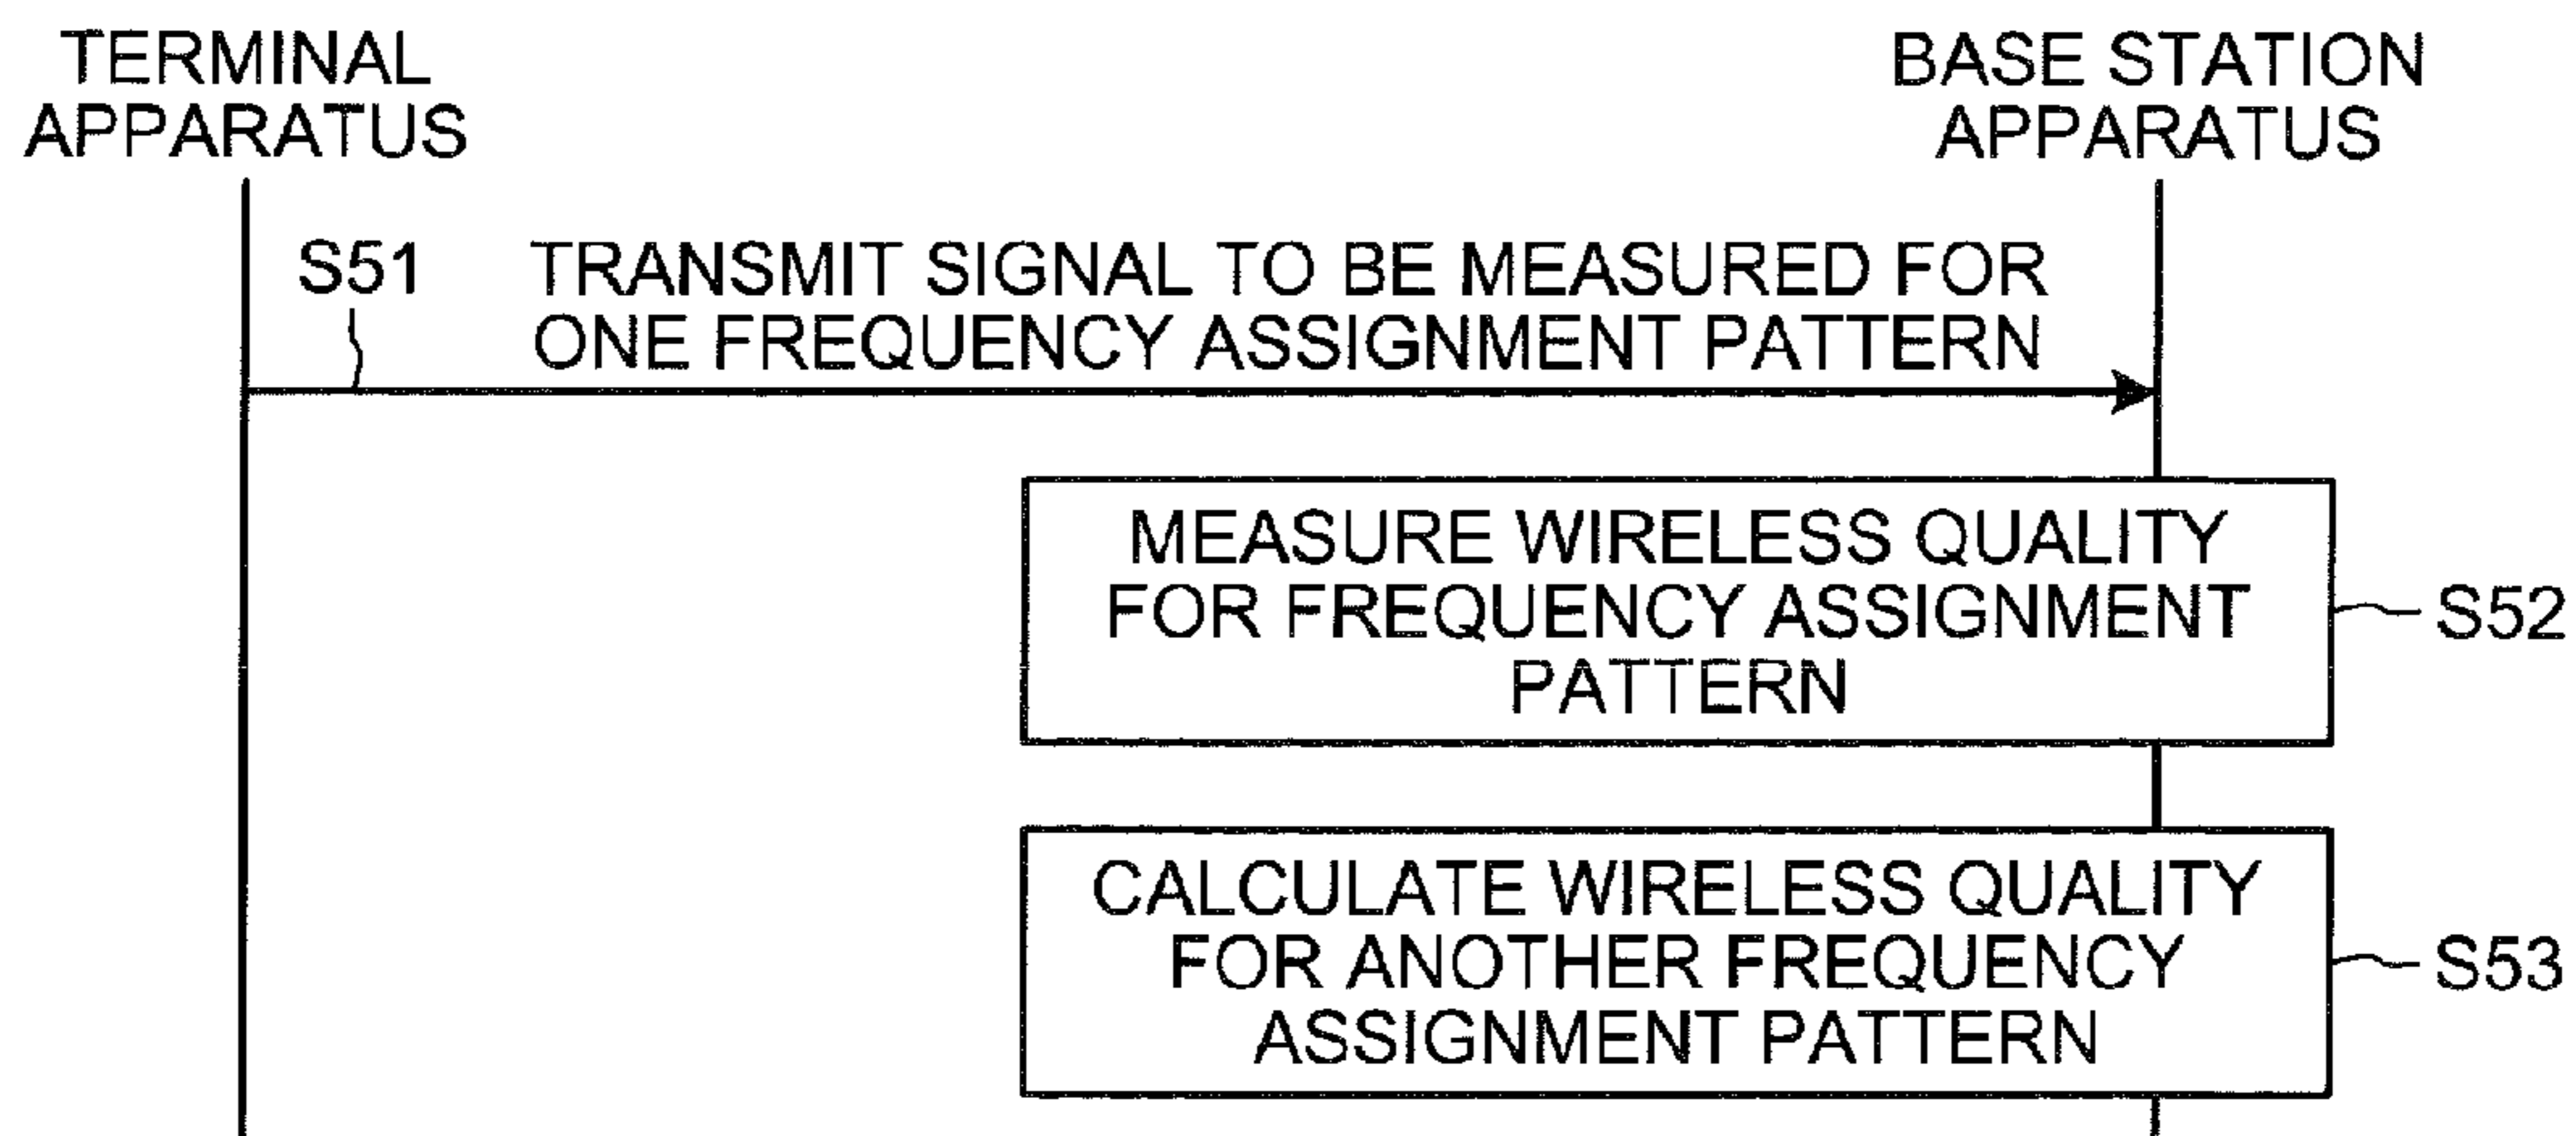 TERMINAL
APPARATUS
BASE STATION
APPARATUS
S51
TRANSMIT SIGNAL TO BE MEASURED FOR
ONE FREQUENCY ASSIGNMENT PATTERN
MEASURE WIRELESS QUALITY
FOR FREQUENCY ASSIGNMENT
PATTERN
S52
CALCULATE WIRELESS QUALITY
FOR ANOTHER FREQUENCY
ASSIGNMENT PATTERN
S53